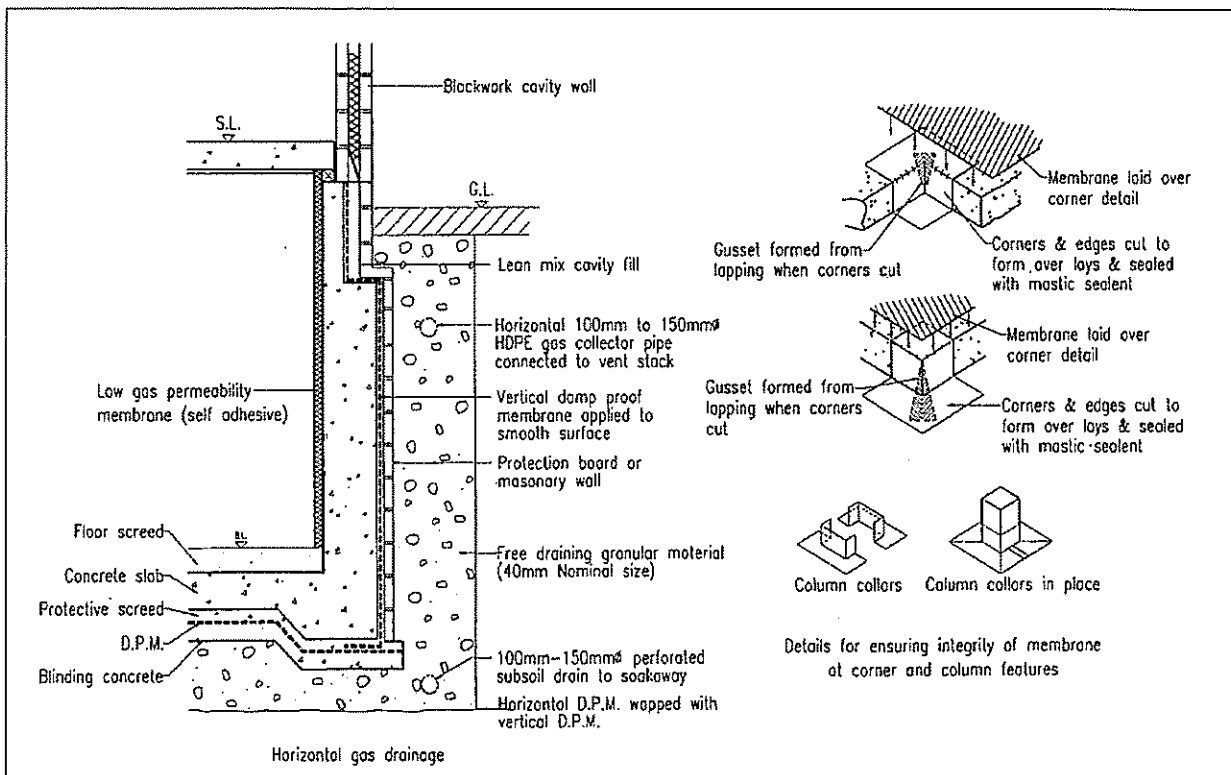 Blockwork cavity wall
S.L.
G.L.
Lean mix cavity fill
Horizontal 100mm to 150mmø
HDPE gas collector pipe
connected to vent stack
Low gas permeability
membrane (self adhesive)
Vertical damp proof
membrane applied to
smooth surface
Protection board or
masonary wall
Floor screed
Concrete slab
Protective screed
D.P.M.
Blinding concrete
Free draining granular material
(40mm Nominal size)
100mm-150mmø perforated
subsoil drain to soakaway
Horizontal D.P.M. wapped with
vertical D.P.M.
Horizontal gas drainage
Membrane laid over
corner detail
Gusset formed from
lapping when corners cut
Corners & edges cut to
form over lays & sealed
with mastic sealent
Membrane laid over
corner detail
Gusset formed from
lapping when corners
cut
Corners & edges cut to
form over lays & sealed
with mastic sealent
Column collars
Column collars in place
Details for ensuring integrity of membrane
at corner and column features